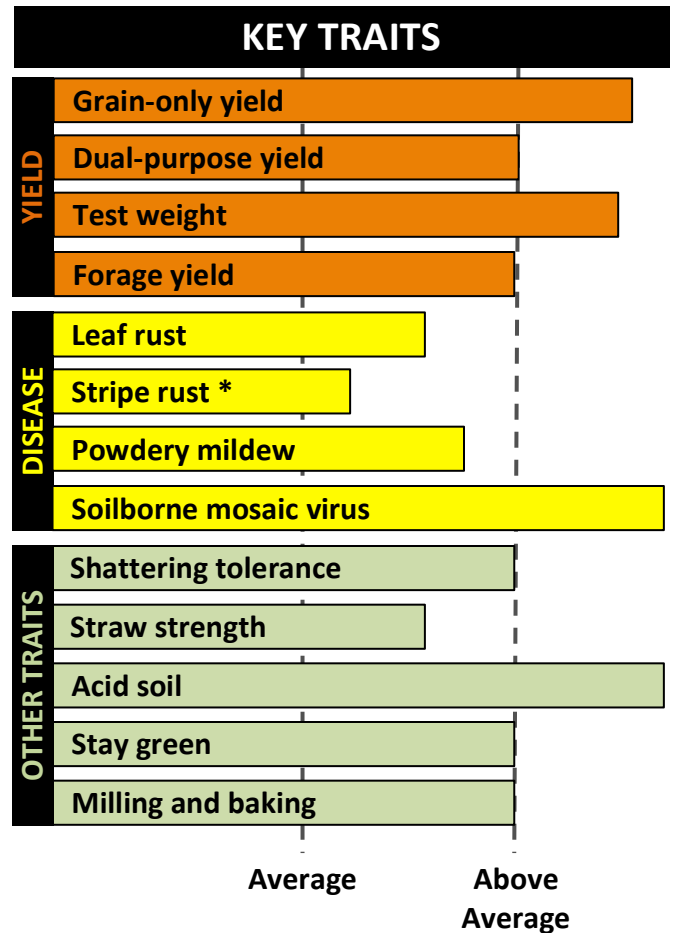 KEY TRAITS
YIELD
Grain-only yield
Dual-purpose yield
Test weight
Forage yield
DISEASE
Leaf rust
Stripe rust *
Powdery mildew
Soilborne mosaic virus
OTHER TRAITS
Shattering tolerance
Straw strength
Acid soil
Stay green
Milling and baking
Average
Above
Average